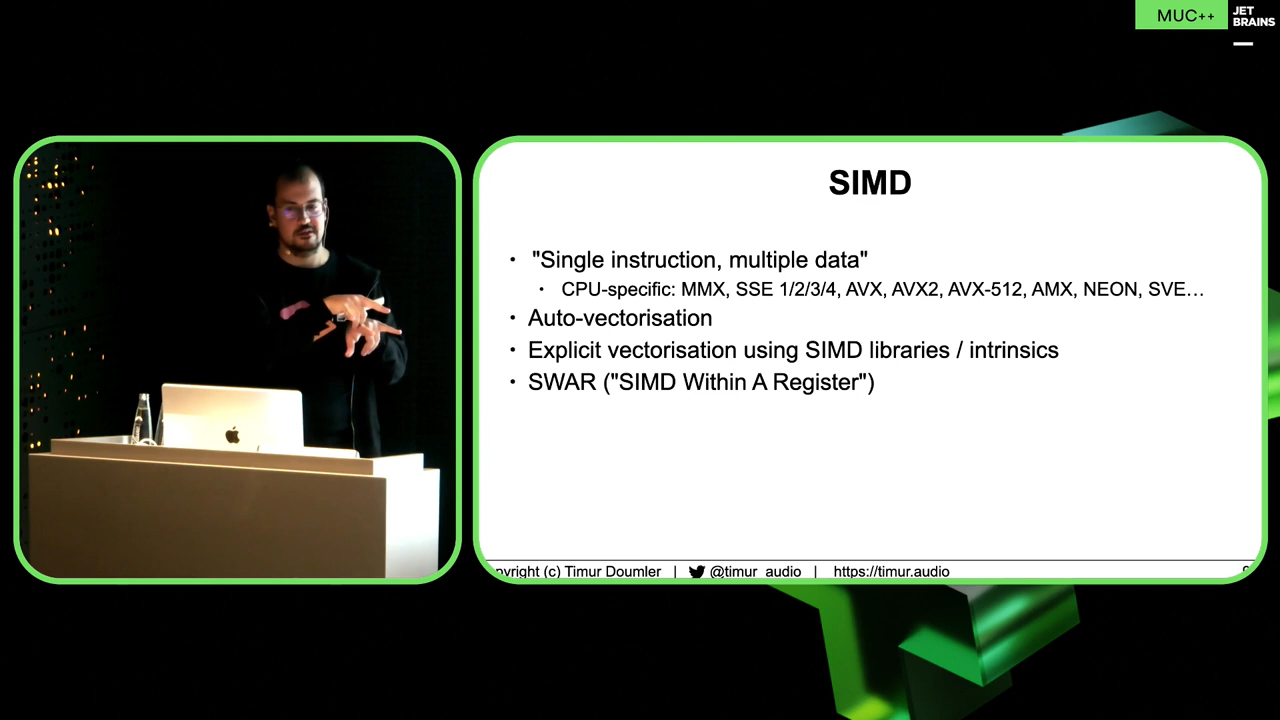 MUC++
JET
BRAINS
SIMD
• "Single instruction, multiple data"
• CPU-specific: MMX, SSE 1/2/3/4, AVX, AVX2, AVX-512, AMX, NEON, SVE…
• Auto-vectorisation
• Explicit vectorisation using SIMD libraries / intrinsics
• SWAR ("SIMD Within A Register")
(c) Timur Doumler | @timur_audio | https://timur.audio